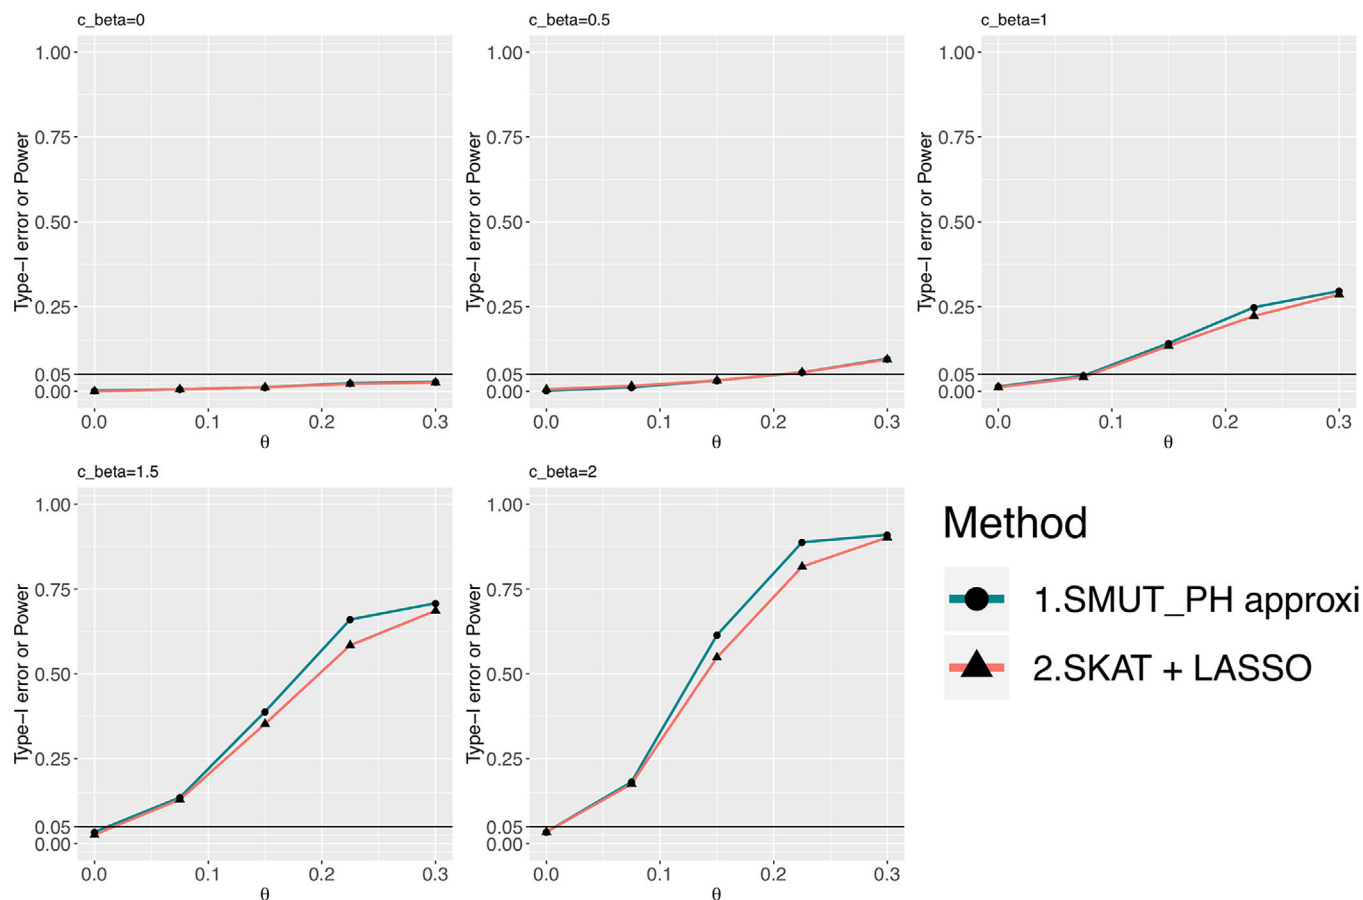 c_beta=0
Type-I error or Power
1.00
0.75
0.50
0.25
0.05
0.00
0.0 0.1 0.2 0.3
θ
c_beta=0.5
Type-I error or Power
1.00
0.75
0.50
0.25
0.05
0.00
0.0 0.1 0.2 0.3
θ
c_beta=1
Type-I error or Power
1.00
0.75
0.50
0.25
0.05
0.00
0.0 0.1 0.2 0.3
θ
c_beta=1.5
Type-I error or Power
1.00
0.75
0.50
0.25
0.05
0.00
0.0 0.1 0.2 0.3
θ
c_beta=2
Type-I error or Power
1.00
0.75
0.50
0.25
0.05
0.00
0.0 0.1 0.2 0.3
θ
Method
1.SMUT_PH approxi
2.SKAT + LASSO